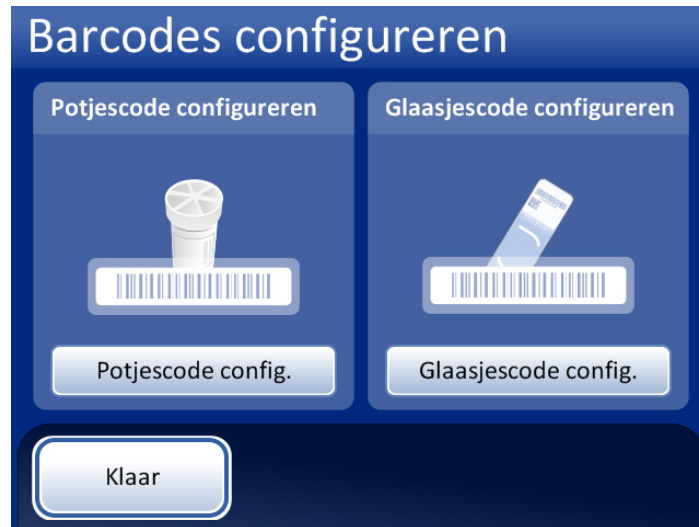 Barcodes configureren
Potjescode configureren
Glaasjescode configureren
Potjescode config.
Glaasjescode config.
Klaar